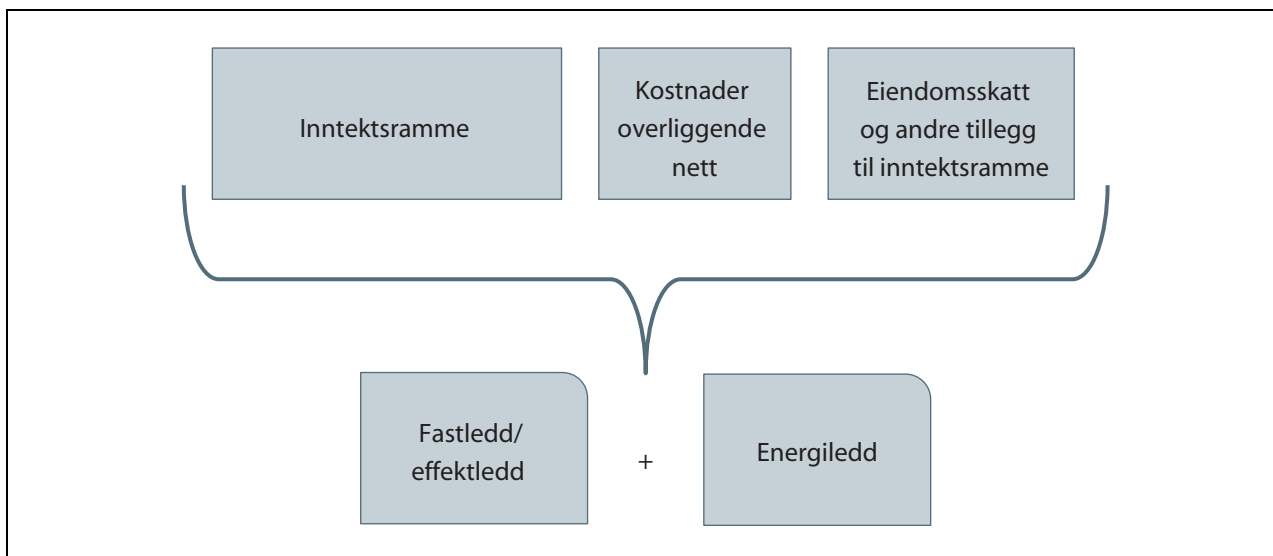 Inntektsramme
Kostnader
overliggende
nett
Eiendomsskatt
og andre tillegg
til inntektsramme
Fastledd/
effektledd
+
Energiledd